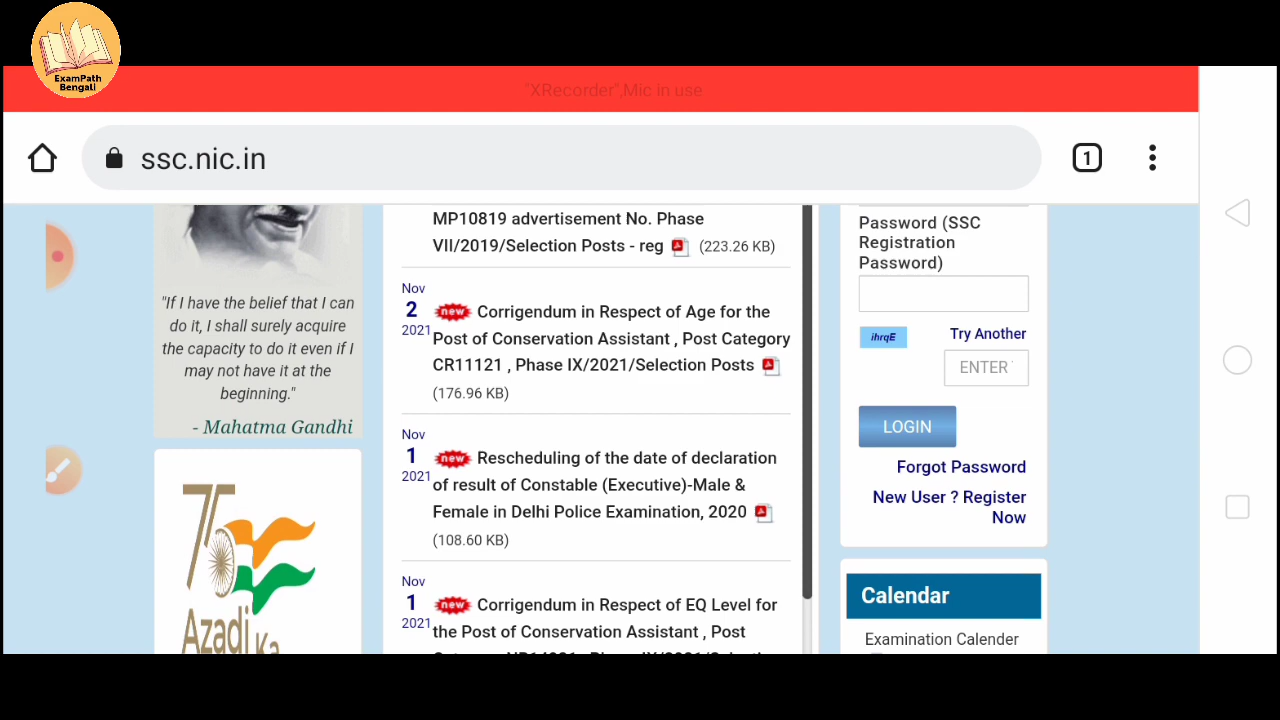 ExamPath
Bengali
"XRecorder",Mic in use
ssc.nic.in
1
"If I have the belief that I can
do it, I shall surely acquire
the capacity to do it even if I
may not have it at the
beginning."
- Mahatma Gandhi
75
Azadi Ka
MP10819 advertisement No. Phase
VII/2019/Selection Posts - reg (223.26 KB)
Nov
2
2021
new Corrigendum in Respect of Age for the
Post of Conservation Assistant , Post Category
CR11121 , Phase IX/2021/Selection Posts
(176.96 KB)
Nov
1
2021
new Rescheduling of the date of declaration
of result of Constable (Executive)-Male &
Female in Delhi Police Examination, 2020
(108.60 KB)
Nov
1
2021
new Corrigendum in Respect of EQ Level for
the Post of Conservation Assistant , Post
Password (SSC
Registration
Password)
ihrqE
Try Another
ENTER
LOGIN
Forgot Password
New User ? Register
Now
Calendar
Examination Calender